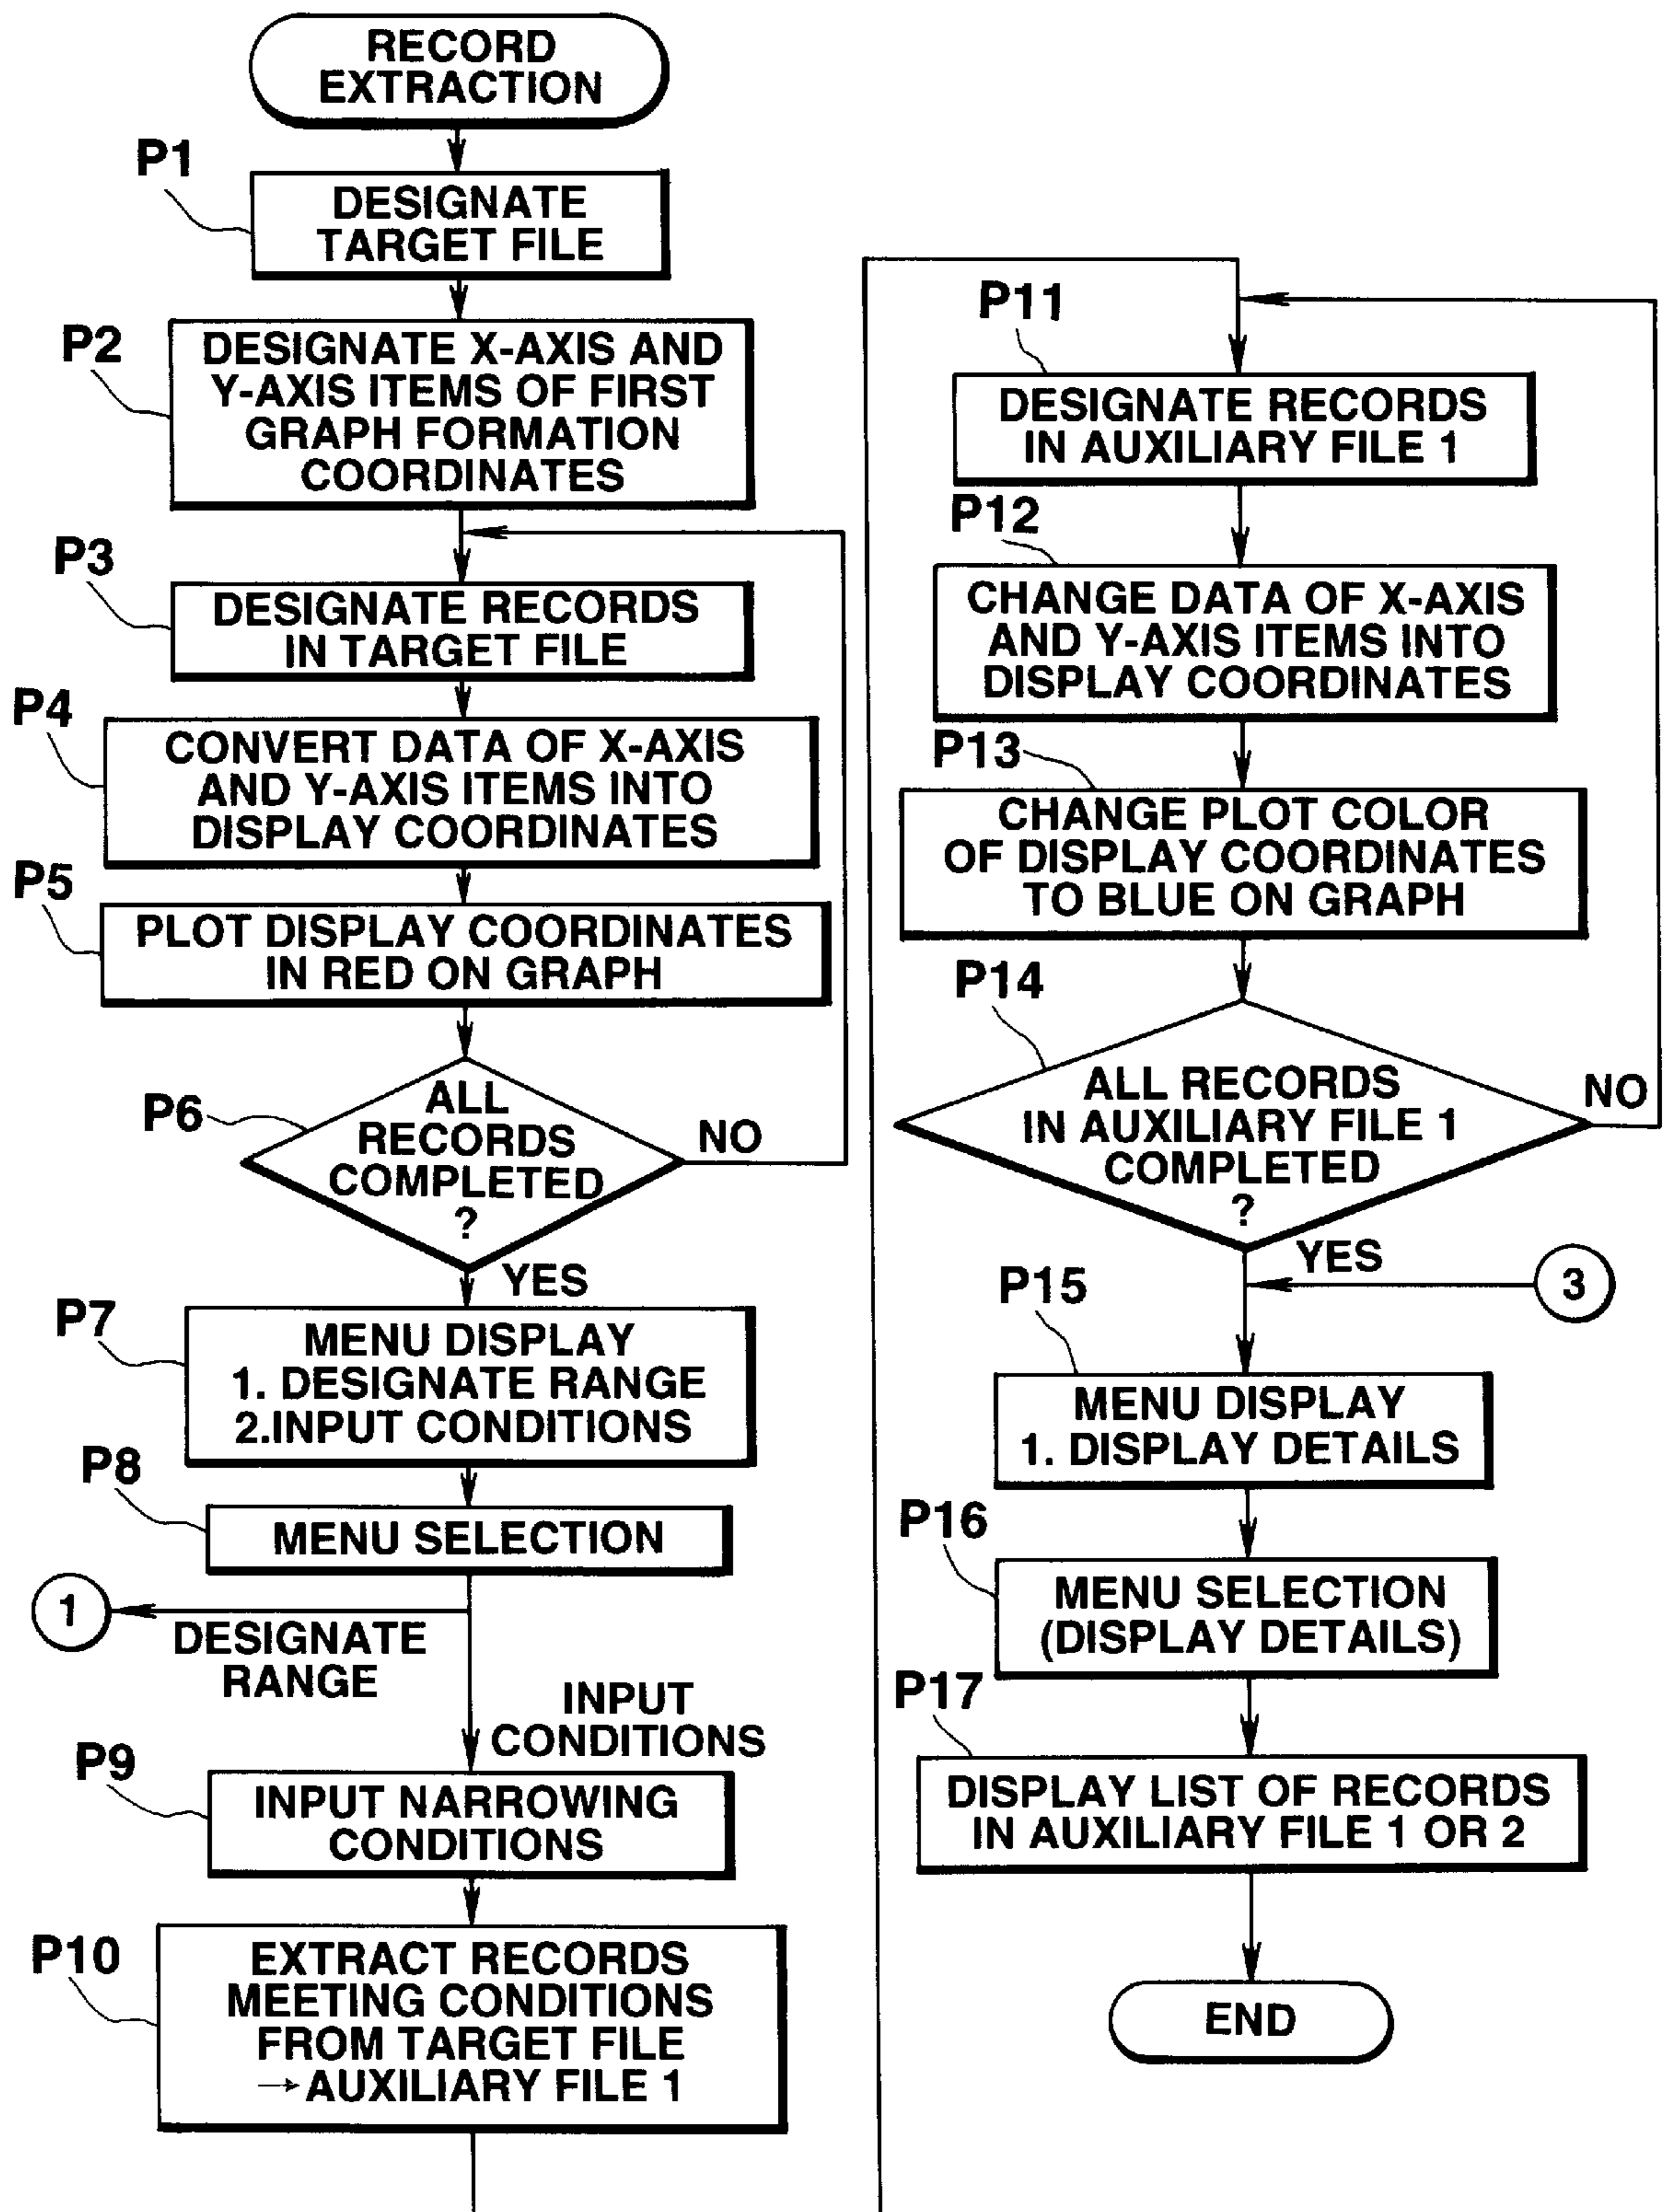 RECORD
EXTRACTION
P1
DESIGNATE
TARGET FILE
P2
DESIGNATE X-AXIS AND
Y-AXIS ITEMS OF FIRST
GRAPH FORMATION
COORDINATES
P3
DESIGNATE RECORDS
IN TARGET FILE
P4
CONVERT DATA OF X-AXIS
AND Y-AXIS ITEMS INTO
DISPLAY COORDINATES
P5
PLOT DISPLAY COORDINATES
IN RED ON GRAPH
P6
ALL
RECORDS
COMPLETED
?
NO
YES
P7
MENU DISPLAY
1. DESIGNATE RANGE
2.INPUT CONDITIONS
P8
MENU SELECTION
1
DESIGNATE
RANGE
INPUT
CONDITIONS
P9
INPUT NARROWING
CONDITIONS
P10
EXTRACT RECORDS
MEETING CONDITIONS
FROM TARGET FILE
→AUXILIARY FILE 1
P11
DESIGNATE RECORDS
IN AUXILIARY FILE 1
P12
CHANGE DATA OF X-AXIS
AND Y-AXIS ITEMS INTO
DISPLAY COORDINATES
P13
CHANGE PLOT COLOR
OF DISPLAY COORDINATES
TO BLUE ON GRAPH
P14
ALL RECORDS
IN AUXILIARY FILE 1
COMPLETED
?
NO
YES
3
P15
MENU DISPLAY
1. DISPLAY DETAILS
P16
MENU SELECTION
(DISPLAY DETAILS)
P17
DISPLAY LIST OF RECORDS
IN AUXILIARY FILE 1 OR 2
END